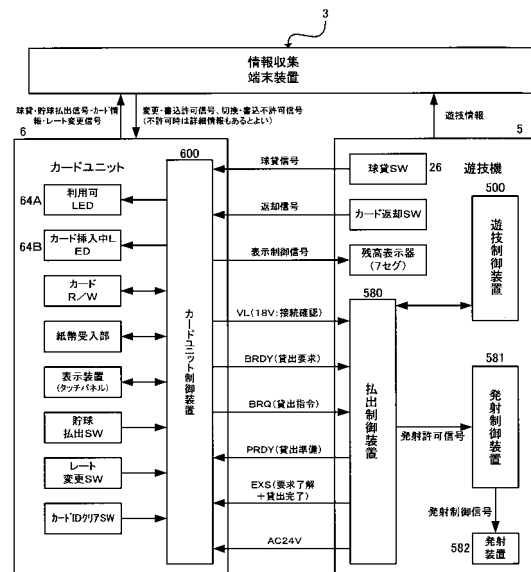 3
情報収集
端末装置
球貸・貯球払出信号・カード情
報・レート変更信号
変更・書込許可信号、切換・書込不許可信号
(不許可時は詳細情報もあるとよい)
遊技情報
6
5
カードユニット
600
球貸信号
球貸SW
26
遊技機
64A
利用可
LED
返却信号
カード返却SW
500
遊技制御装置
64B
カード挿入中L
ED
表示制御信号
残高表示器
(7セグ)
カード
R/W
カードユニット制御装置
VL(18V:接続確認)
580
払出制御装置
紙幣受入部
BRDY(貸出要求)
581
発射制御装置
表示装置
(タッチパネル)
BRQ(貸出指令)
発射許可信号
貯球
払出SW
PRDY(貸出準備)
レート
変更SW
EXS(要求了解
+貸出完了)
発射制御信号
カードIDクリアSW
AC24V
582
発射
装置